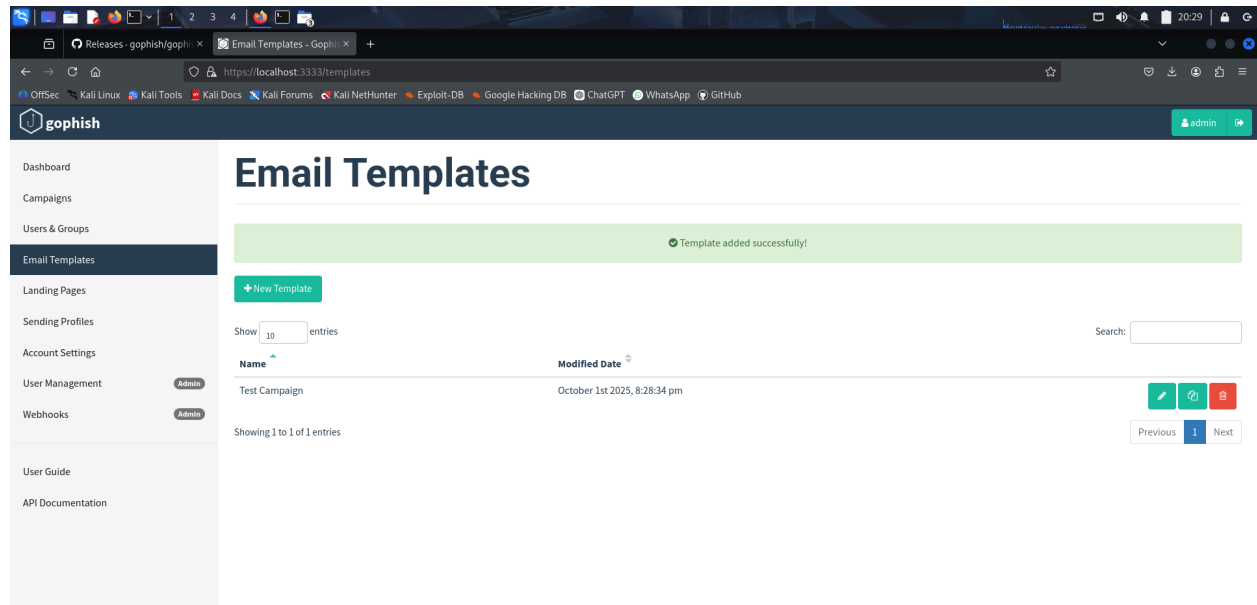 1 2 3 4 3 20:29
Releases · gophish/gophis Email Templates - Gophis
https://localhost:3333/templates
OffSec Kali Linux Kali Tools Kali Docs Kali Forums Kali NetHunter Exploit-DB Google Hacking DB ChatGPT WhatsApp GitHub
gophish admin
Dashboard
Campaigns
Users & Groups
Email Templates
Landing Pages
Sending Profiles
Account Settings
User Management Admin
Webhooks Admin
User Guide
API Documentation
Email Templates
Template added successfully!
New Template
Show 10 entries Search:
Name Modified Date
Test Campaign October 1st 2025, 8:28:34 pm
Showing 1 to 1 of 1 entries Previous 1 Next